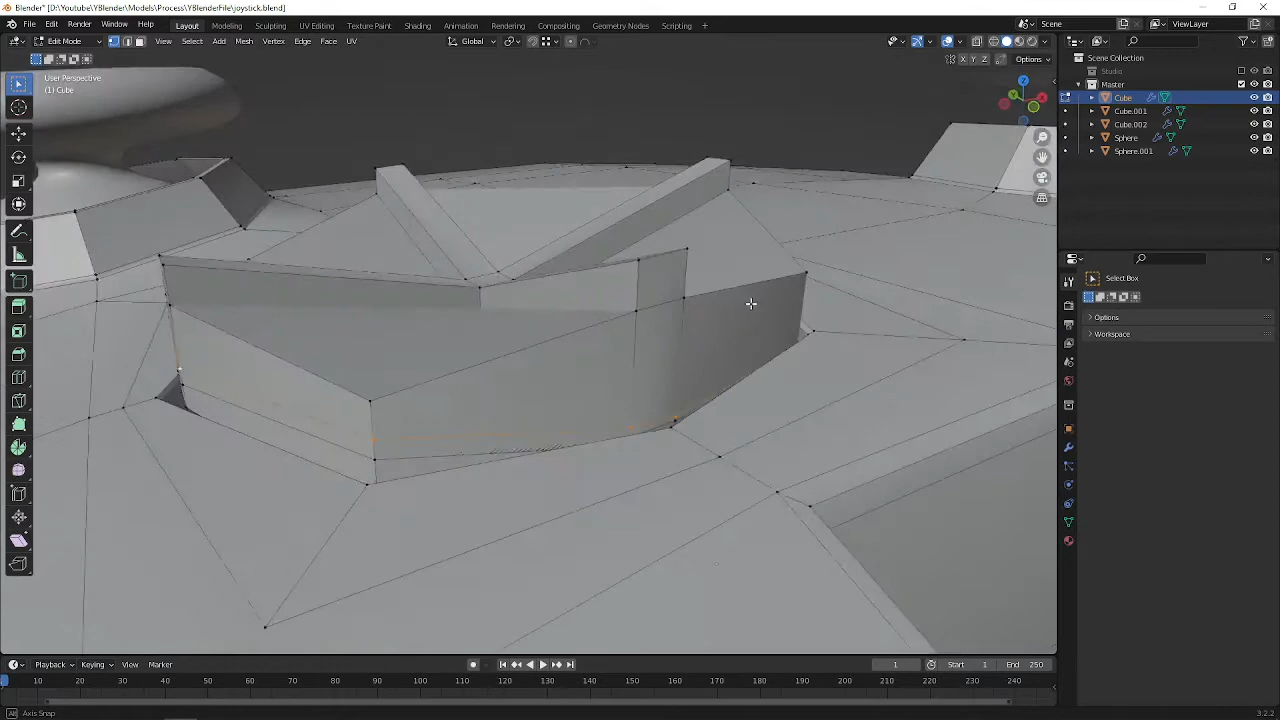 Blender* [D:\Youtube\YBlender\Models\Process\YBlenderFile\joystick.blend]
File Edit Render Window Help Layout Modeling Sculpting UV Editing Texture Paint Shading Animation Rendering Compositing Geometry Nodes Scripting + Scene ViewLayer
Edit Mode View Select Add Mesh Vertex Edge Face UV Global
X Y Z Options
User Perspective
(1) Cube
Z
Y
X
Scene Collection
Studio
Master
Cube
Cube.001
Cube.002
Sphere
Sphere.001
Select Box
Options
Workspace
Playback Keying View Marker 1 Start 1 End 250
10 20 30 40 50 60 70 80 90 100 110 120 130 140 150 160 170 180 190 200 210 220 230 240
Axis Snap 3.2.2